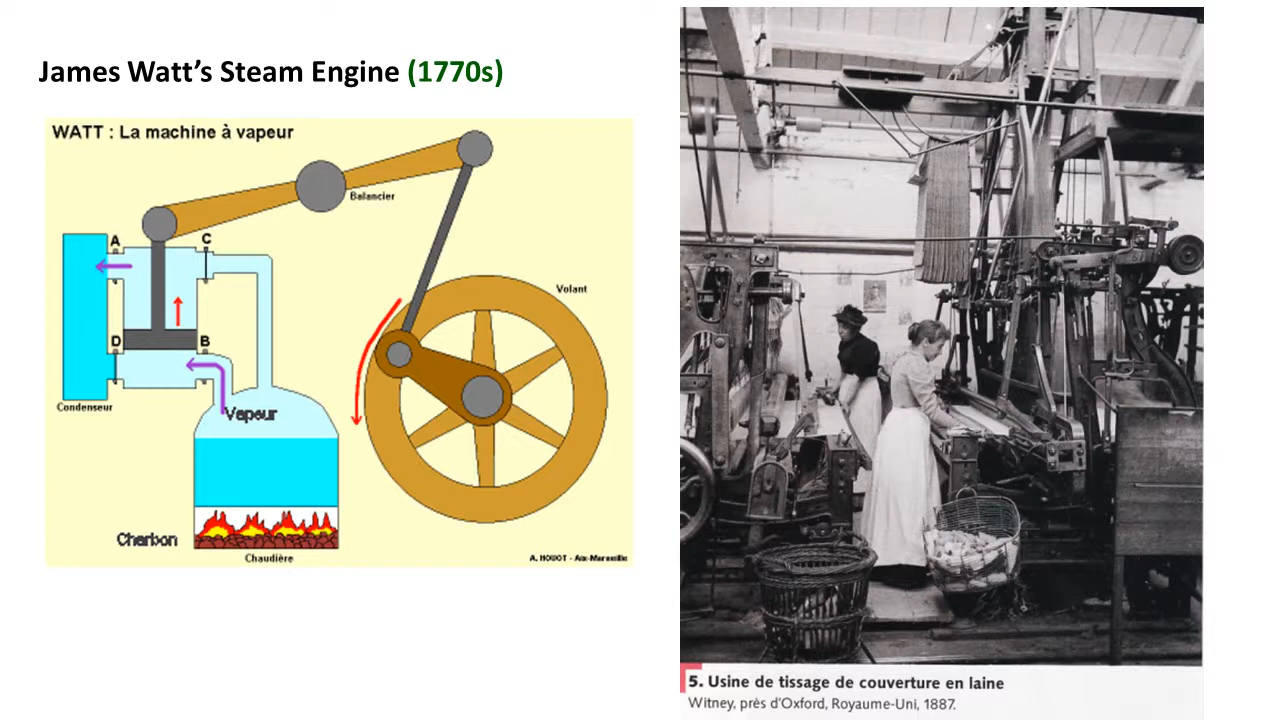 James Watt’s Steam Engine (1770s)
WATT : La machine à vapeur
Balancier
A
C
Volant
D
B
Condenseur
Vapeur
Charbon
Chaudière
A. HOUOT - Aix-Marseille
5. Usine de tissage de couverture en laine
Witney, près d’Oxford, Royaume-Uni, 1887.